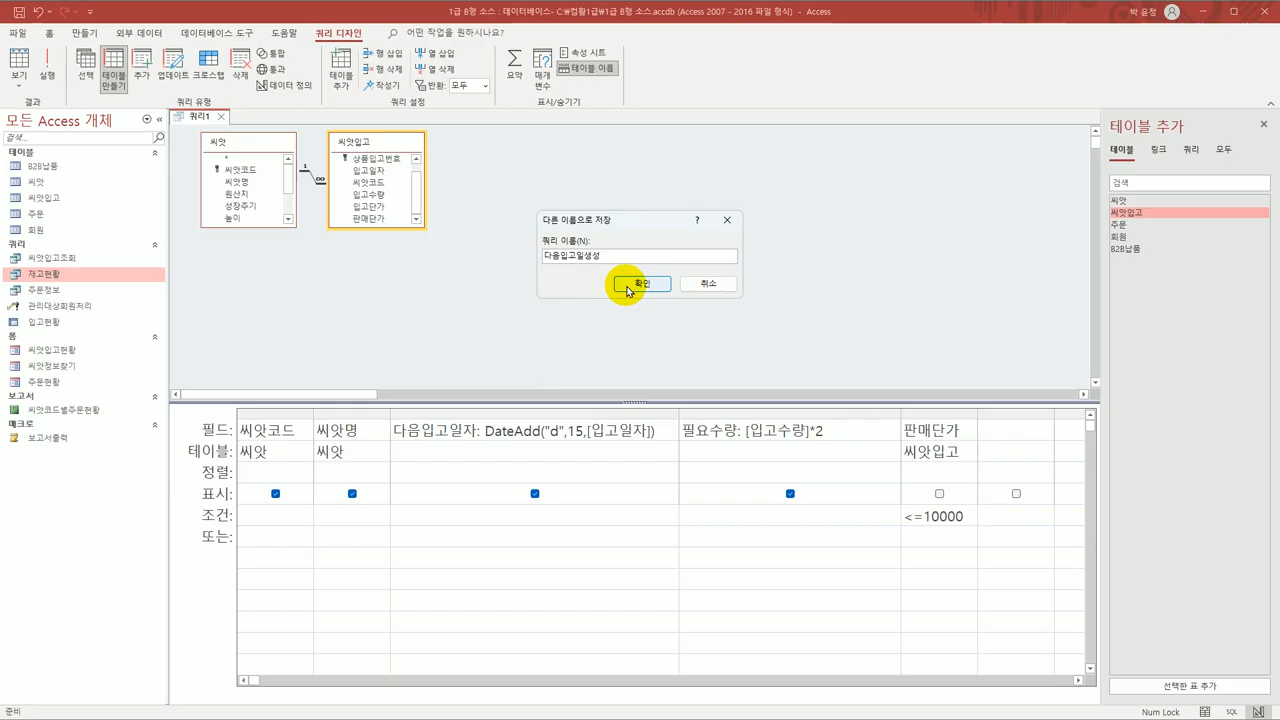 1급 B형 소스 : 데이터베이스- C:₩컴활1급₩1급 B형 소스.accdb (Access 2007 - 2016 파일 형식) - Access
박 윤정
파일 홈 만들기 외부 데이터 데이터베이스 도구 도움말 쿼리 디자인 어떤 작업을 원하시나요?
보기
실행
선택
테이블 만들기
추가
업데이트
크로스탭
삭제
통합
통과
데이터 정의
테이블 추가
행 삽입
행 삭제
작성기
열 삽입
열 삭제
반환: 모두
요약
매개 변수
속성 시트
테이블 이름
결과
쿼리 유형
쿼리 설정
표시/숨기기
모든 Access 개체
검색...
테이블
B2B납품
씨앗
씨앗입고
주문
회원
쿼리
씨앗입고조회
재고현황
주문정보
관리대상회원처리
입고현황
폼
씨앗입고현황
씨앗정보찾기
주문현황
보고서
씨앗코드별주문현황
매크로
보고서출력
쿼리1
씨앗
*
씨앗코드
씨앗명
원산지
성장주기
높이
1
∞
씨앗입고
상품입고번호
입고일자
씨앗코드
입고수량
입고단가
판매단가
다른 이름으로 저장 ?
쿼리 이름(N):
다음입고일생성
확인 취소
필드: 씨앗코드 씨앗명 다음입고일자: DateAdd("d",15,[입고일자]) 필요수량: [입고수량]*2 판매단가
테이블: 씨앗 씨앗 씨앗입고
정렬:
표시:
조건: <=10000
또는:
테이블 추가
테이블 링크 쿼리 모두
검색
씨앗
씨앗입고
주문
회원
B2B납품
선택한 표 추가
준비
Num Lock
SQL